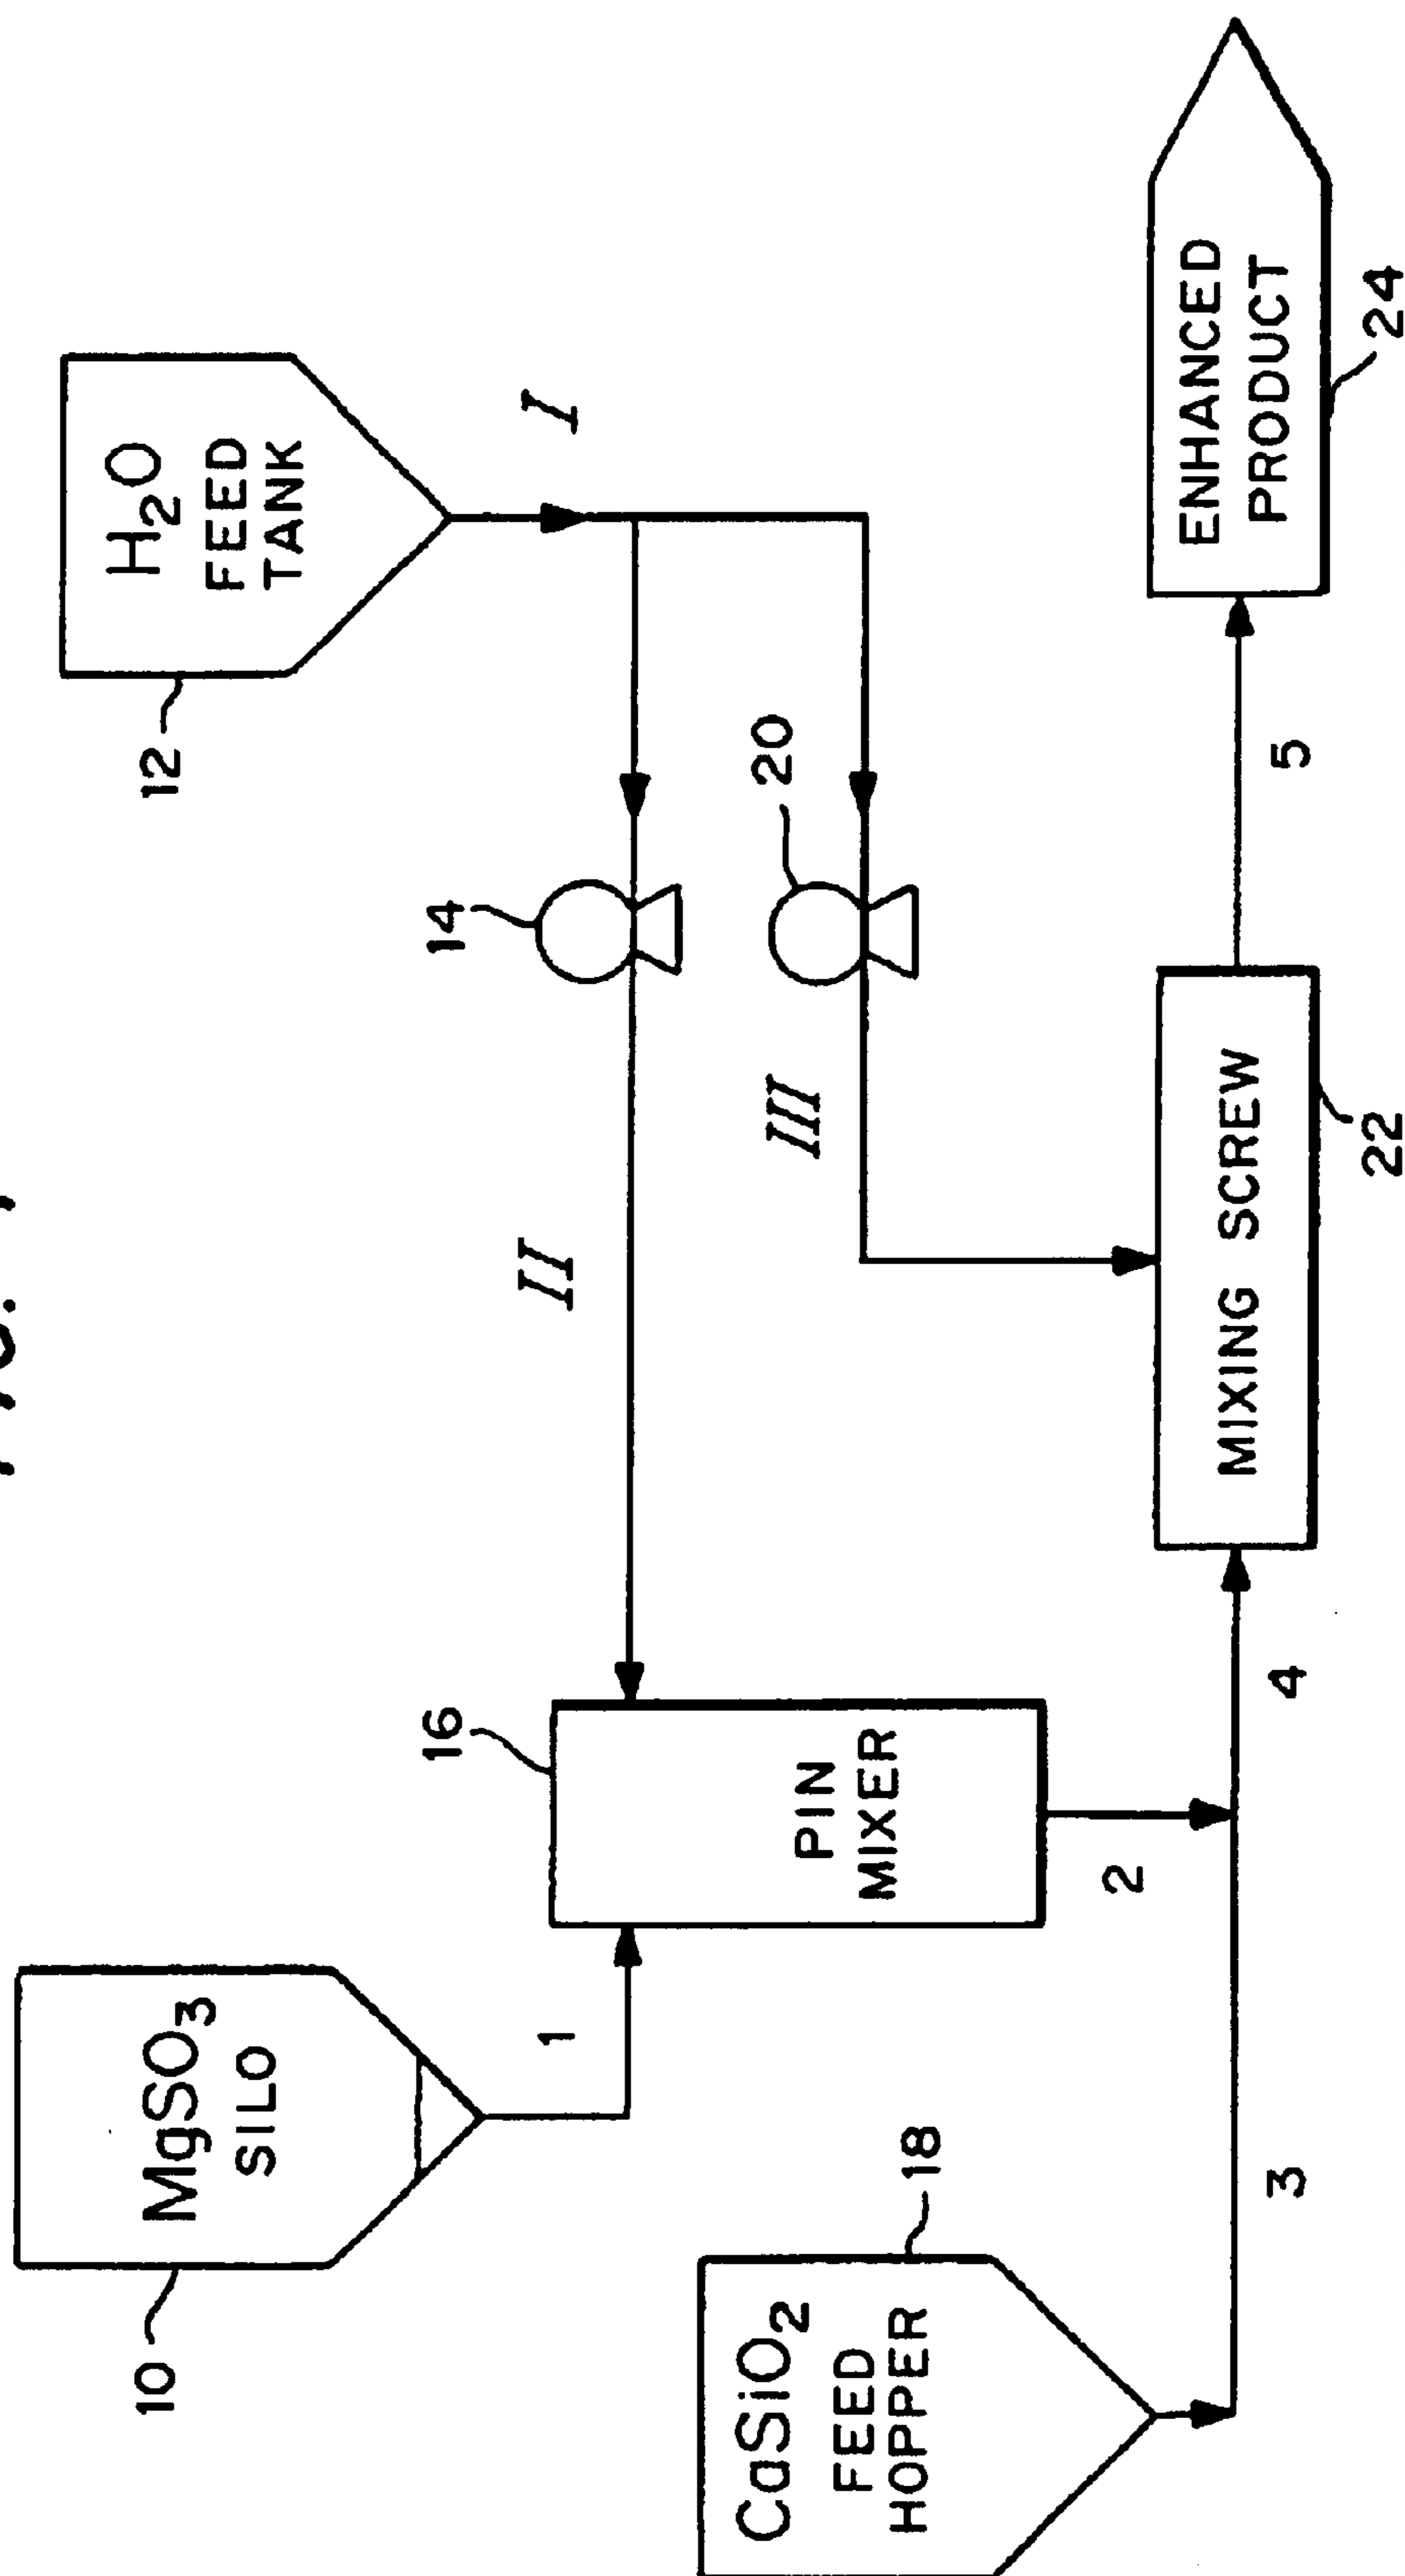 MgSO₃
SILO
10
H₂O
FEED
TANK
12
I
1
16
PIN
MIXER
II
14
III
20
CaSiO₂
FEED
HOPPER
18
2
3
4
MIXING SCREW
22
5
ENHANCED
PRODUCT
24